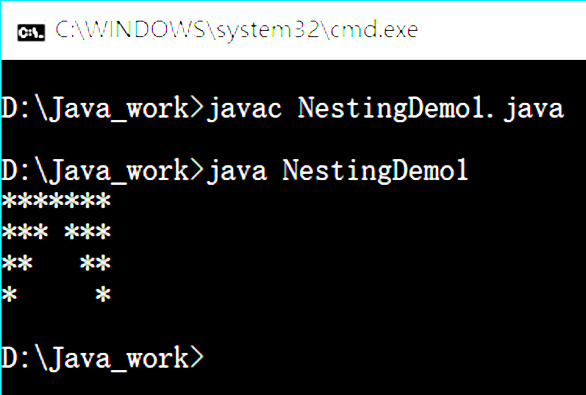 C:\WINDOWS\system32\cmd.exe
D:\Java_work>javac NestingDemo1.java
D:\Java_work>java NestingDemo1
*******
*** ***
**   **
*     *
D:\Java_work>